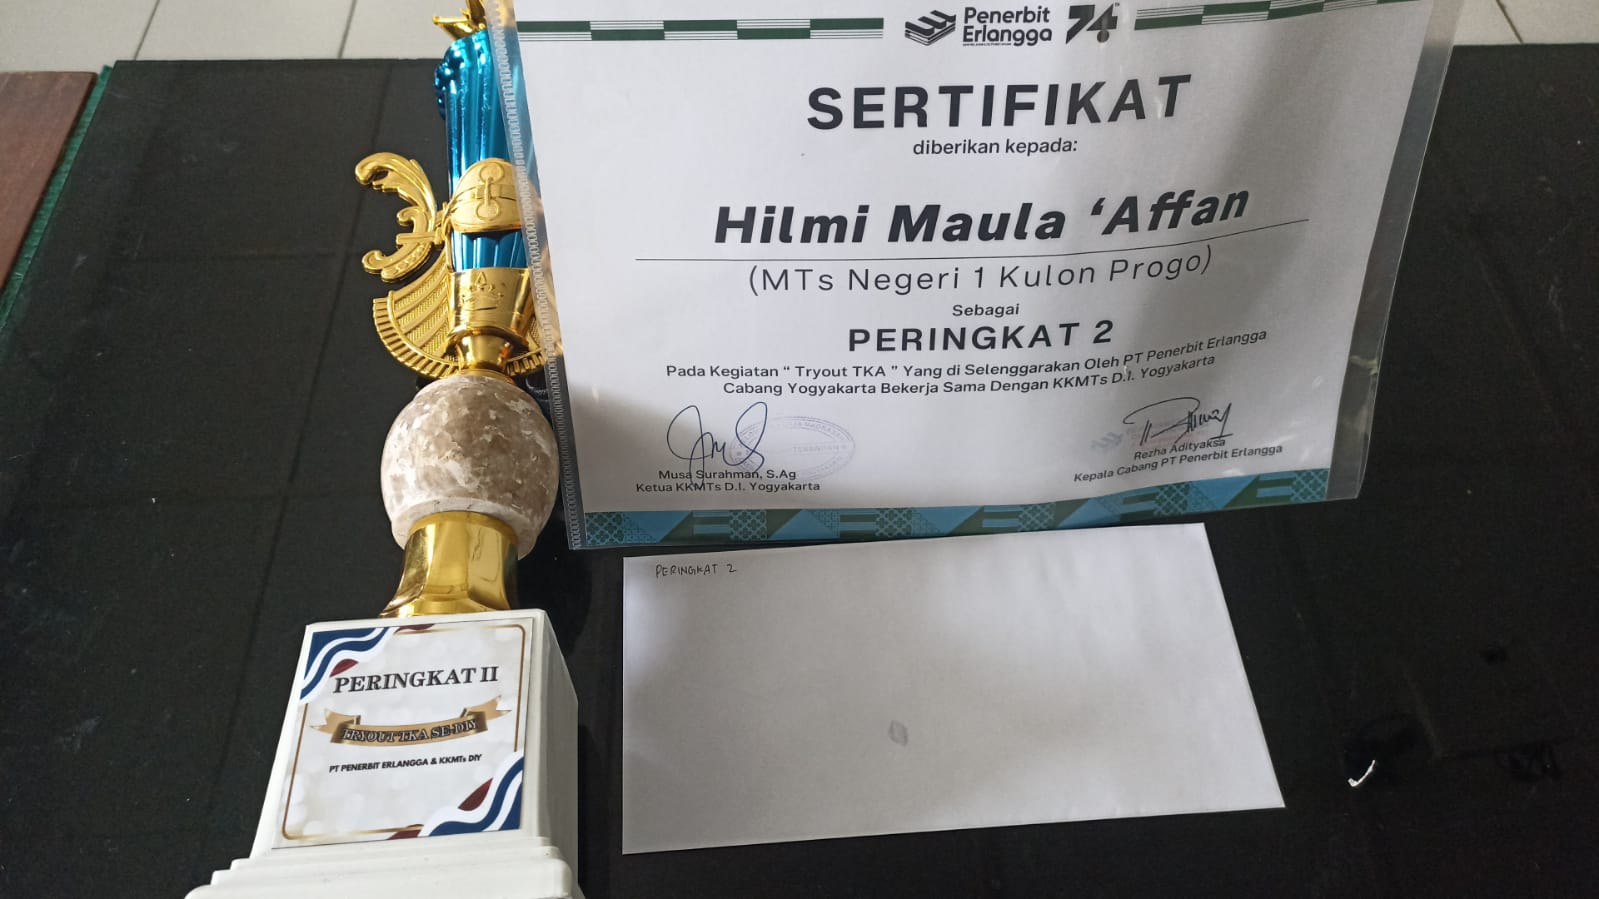 Penerbit
Erlangga
74
SERTIFIKAT
diberikan kepada:
Hilmi Maula ‘Affan
(MTs Negeri 1 Kulon Progo)
Sebagai
PERINGKAT 2
Pada Kegiatan “ Tryout TKA ” Yang di Selenggarakan Oleh PT Penerbit Erlangga
Cabang Yogyakarta Bekerja Sama Dengan KKMTs D.I. Yogyakarta
Musa Surahman, S.Ag
Ketua KKMTs D.I. Yogyakarta
Rezha Adityaksa
Kepala Cabang PT Penerbit Erlangga
PERINGKAT 2
PERINGKAT II
TRYOUT TKA SE-DIY
PT PENERBIT ERLANGGA & KKMTs DIY